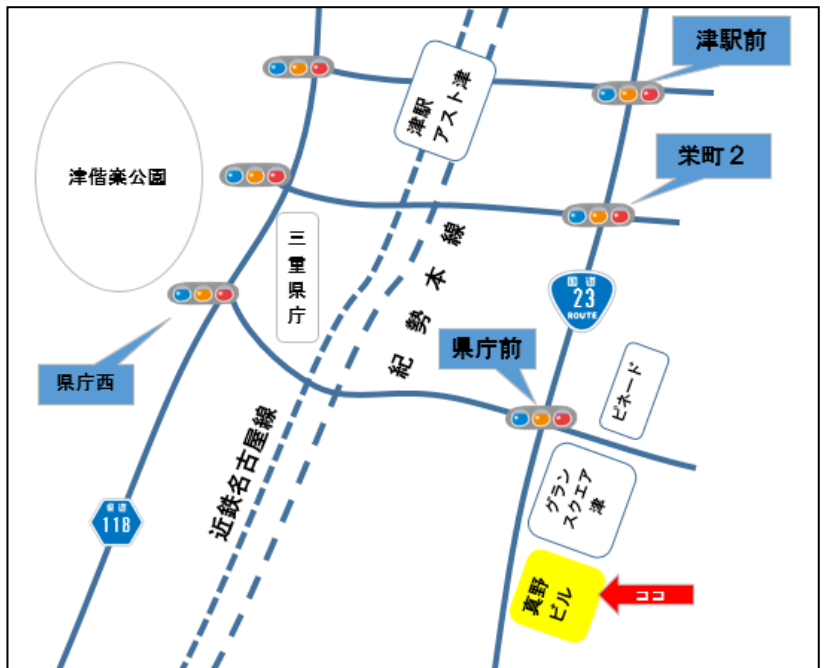 津駅前
津駅
アスト津
栄町２
津偕楽公園
三重県庁
紀勢本線
国道
23
ROUTE
県庁前
県庁西
ピネード
近鉄名古屋線
グラン
スクエア
津
県道
118
真野
ビル
ココ